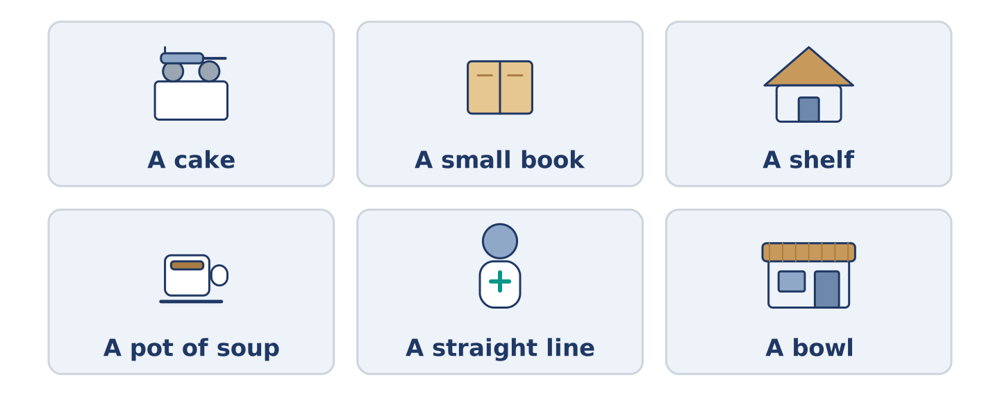 A cake
A small book
A shelf
A pot of soup
A straight line
A bowl